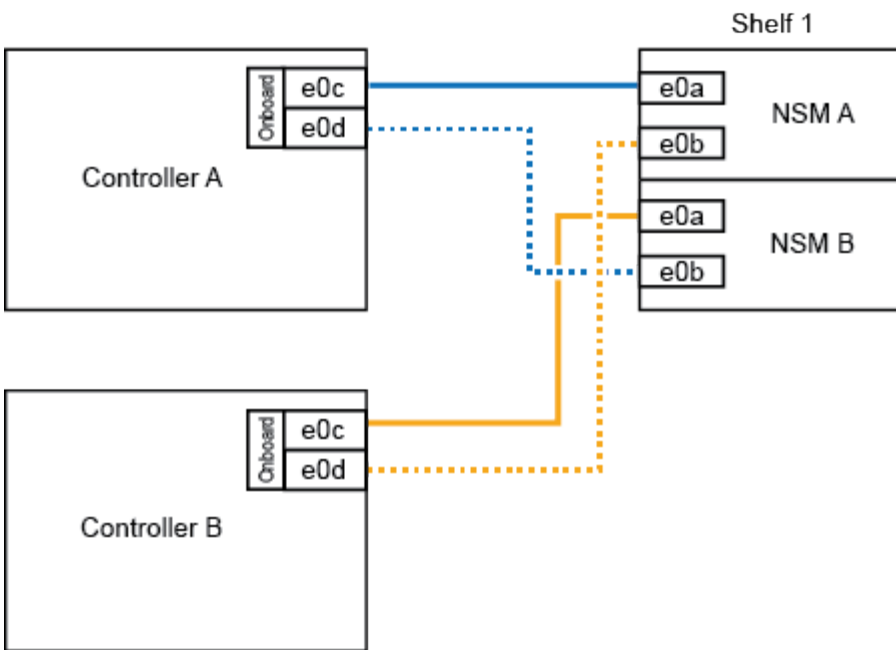 Shelf 1
Onboard
e0c
e0d
Controller A
e0a
e0b
NSM A
e0a
e0b
NSM B
Onboard
e0c
e0d
Controller B